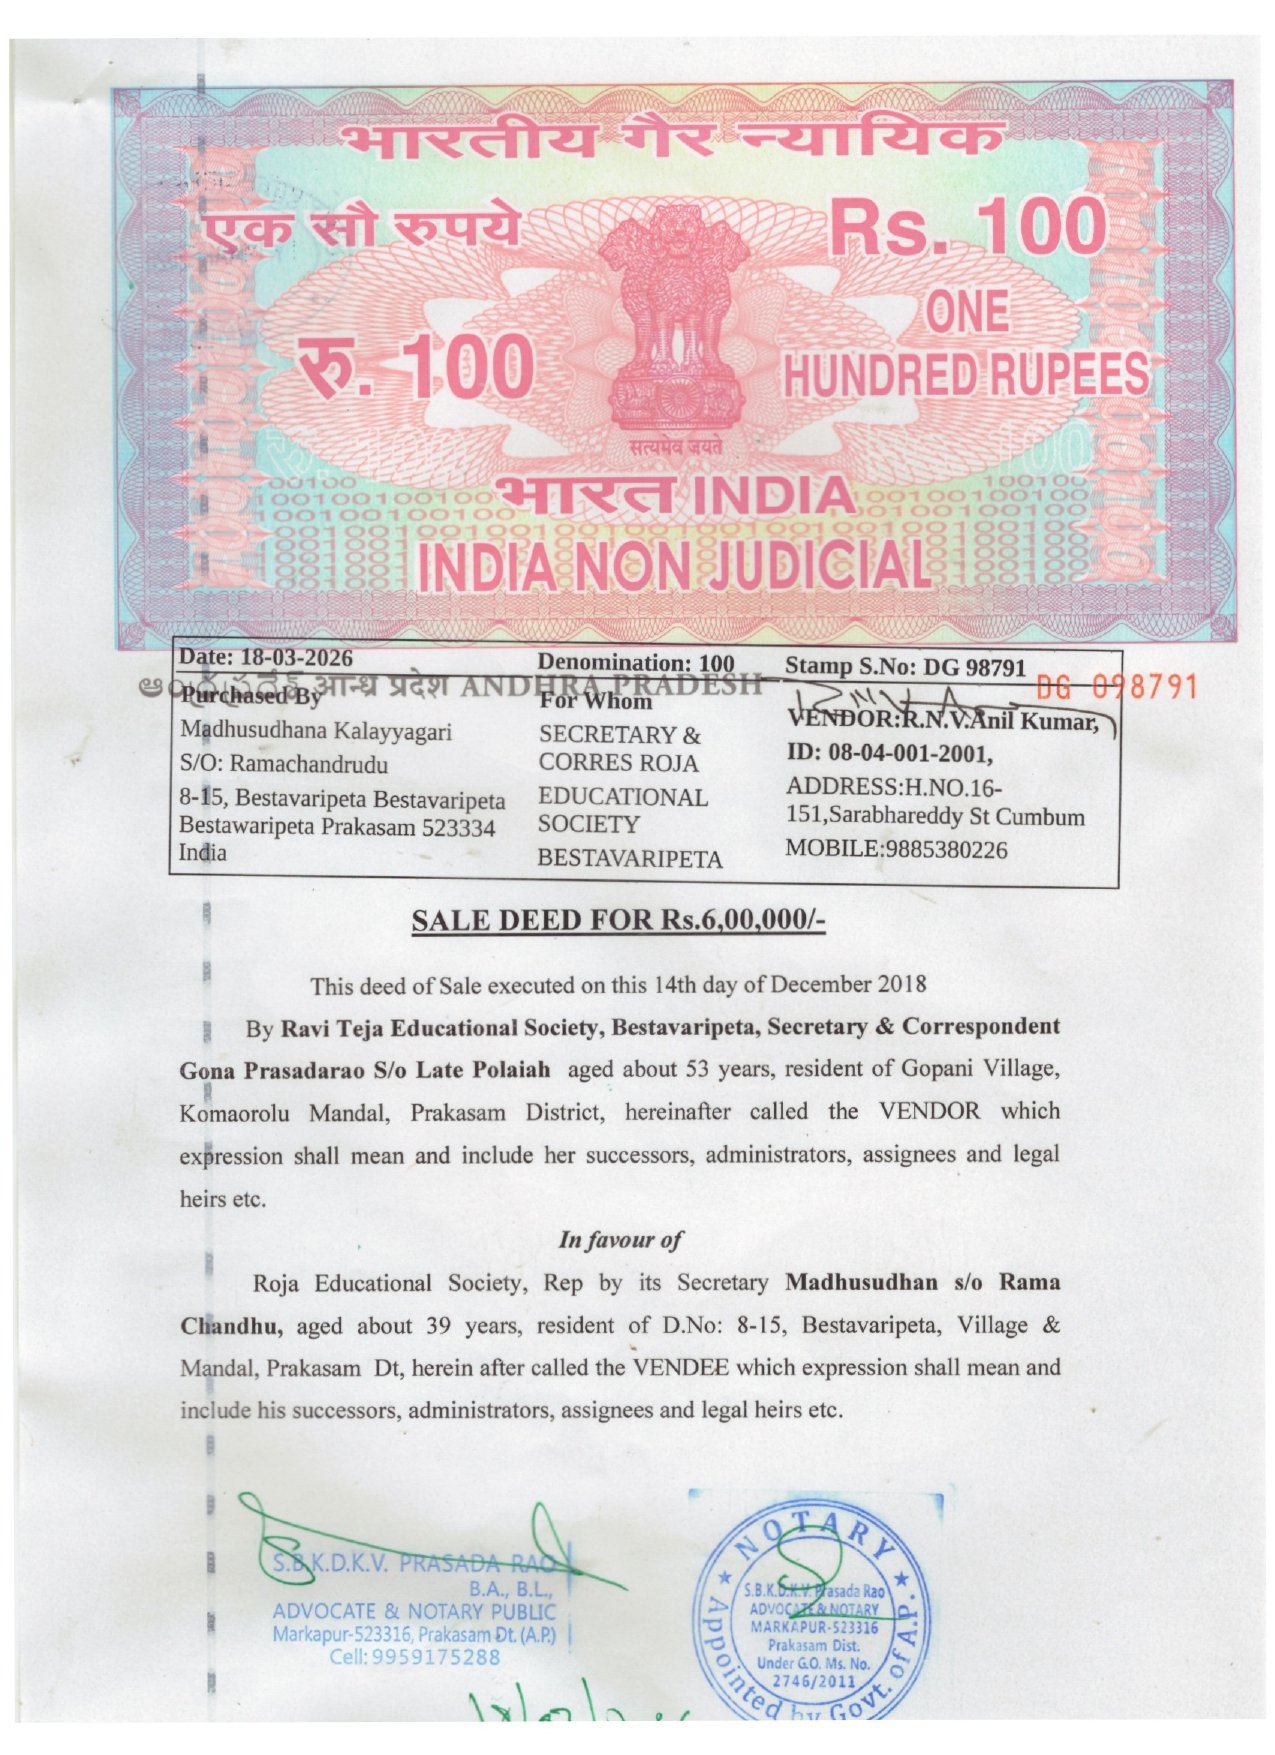 भारतीय गैर न्यायिक
एक सौ रुपये
Rs. 100
रु. 100
ONE
HUNDRED RUPEES
सत्यमेव जयते
भारत INDIA
INDIA NON JUDICIAL
आन्ध्र प्रदेश ANDHRA PRADESH
DG 098791
Date: 18-03-2026 Denomination: 100 Stamp S.No: DG 98791
Purchased By
Madhusudhana Kalayyagari
S/O: Ramachandrudu
8-15, Bestavaripeta Bestavaripeta
Bestawaripeta Prakasam 523334
India
For Whom
SECRETARY &
CORRES ROJA
EDUCATIONAL
SOCIETY
BESTAVARIPETA
VENDOR:R.N.V.Anil Kumar,
ID: 08-04-001-2001,
ADDRESS:H.NO.16-
151,Sarabhareddy St Cumbum
MOBILE:9885380226
SALE DEED FOR Rs.6,00,000/-
This deed of Sale executed on this 14th day of December 2018
By Ravi Teja Educational Society, Bestavaripeta, Secretary & Correspondent
Gona Prasadarao S/o Late Polaiah aged about 53 years, resident of Gopani Village,
Komaorolu Mandal, Prakasam District, hereinafter called the VENDOR which
expression shall mean and include her successors, administrators, assignees and legal
heirs etc.
In favour of
Roja Educational Society, Rep by its Secretary Madhusudhan s/o Rama
Chandhu, aged about 39 years, resident of D.No: 8-15, Bestavaripeta, Village &
Mandal, Prakasam Dt, herein after called the VENDEE which expression shall mean and
include his successors, administrators, assignees and legal heirs etc.
S.B.K.D.K.V. PRASADA RAO
B.A., B.L.,
ADVOCATE & NOTARY PUBLIC
Markapur-523316, Prakasam Dt. (A.P.)
Cell: 9959175288
NOTARY
S.B.K.D.K.V. Prasada Rao
ADVOCATE & NOTARY
MARKAPUR-523316
Prakasam Dist.
Under G.O. Ms. No.
2746/2011
Appointed by Govt. of A.P.